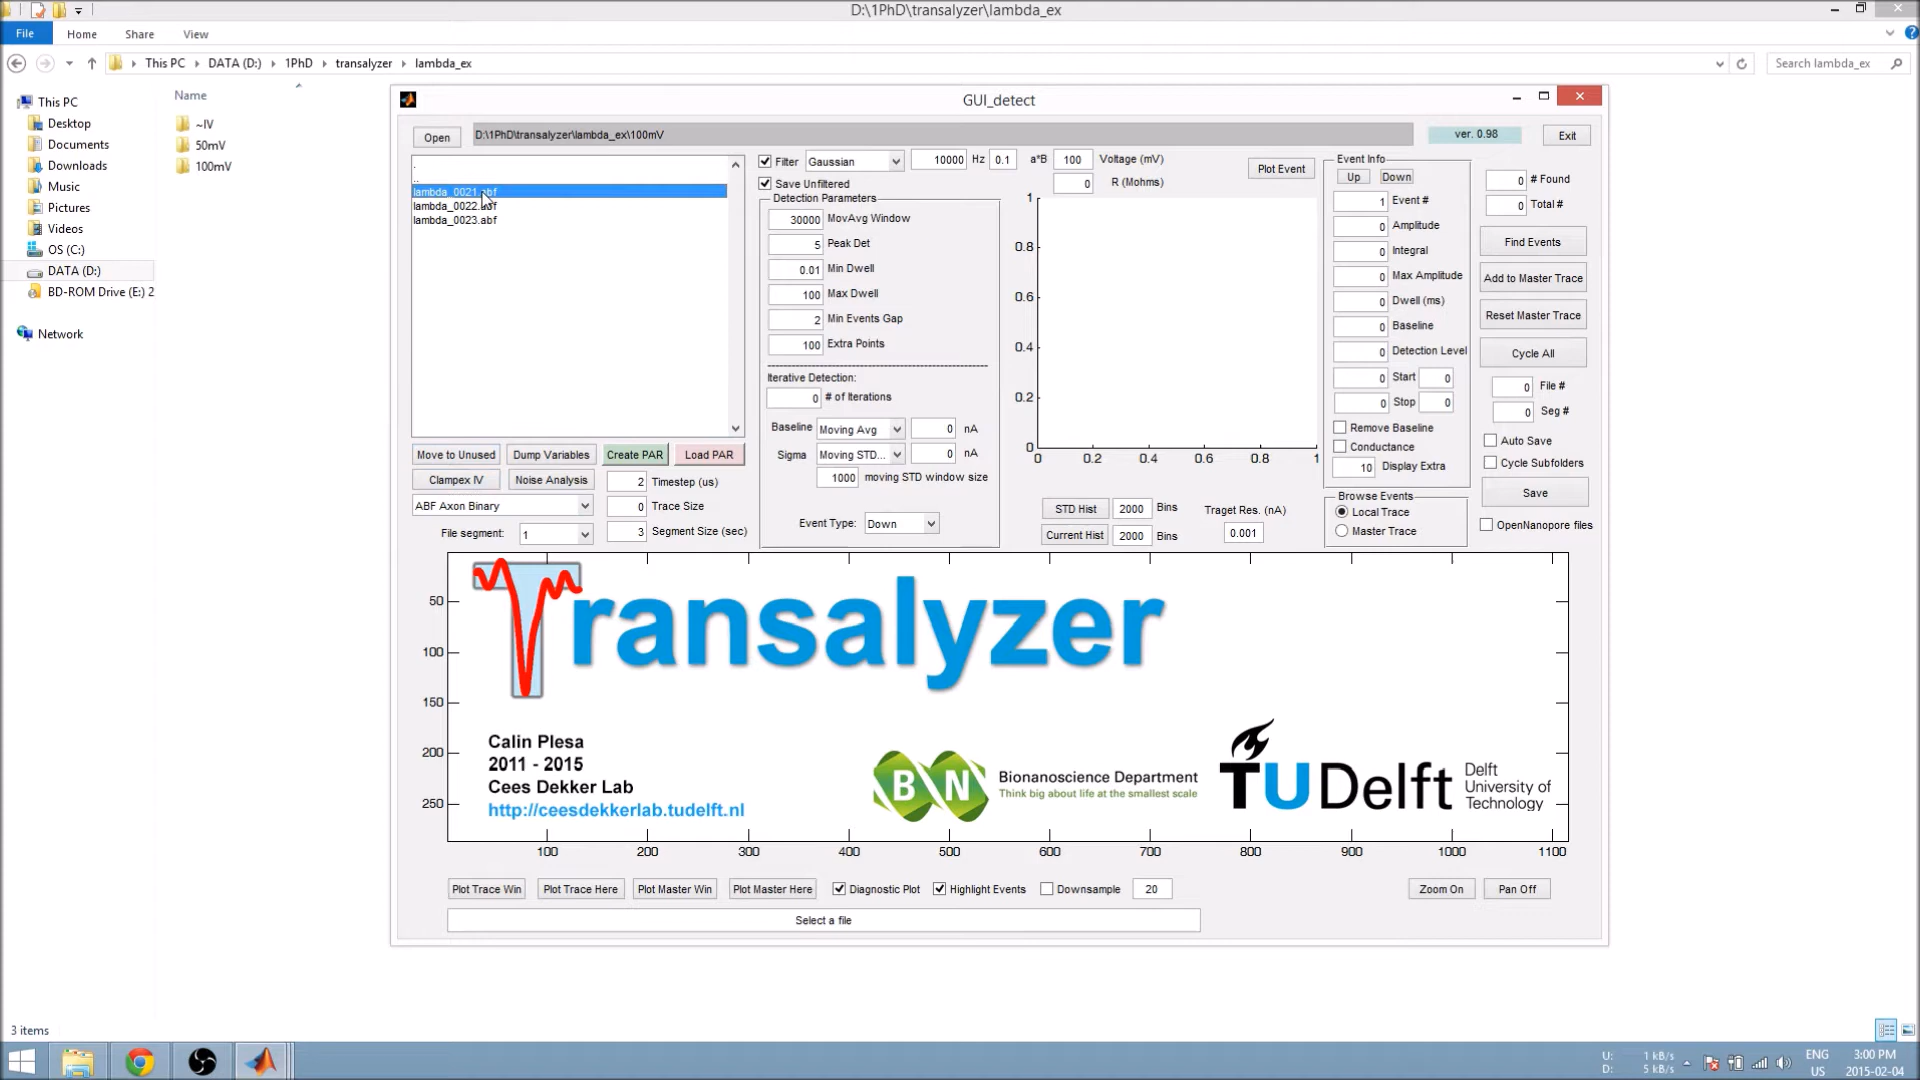 D:\1PhD\transalyzer\lambda_ex
File Home Share View
This PC DATA (D:) 1PhD transalyzer lambda_ex
Search lambda_ex
This PC
Desktop
Documents
Downloads
Music
Pictures
Videos
OS (C:)
DATA (D:)
BD-ROM Drive (E:) 2
Network
Name
~IV
50mV
100mV
GUI_detect
Open D:\1PhD\transalyzer\lambda_ex\100mV ver. 0.98 Exit
.
..
lambda_0021.abf
lambda_0022.abf
lambda_0023.abf
Filter Gaussian 10000 Hz 0.1 a*B 100 Voltage (mV)
Save Unfiltered 0 R (Mohms)
Plot Event
Detection Parameters
30000 MovAvg Window
5 Peak Det
0.01 Min Dwell
100 Max Dwell
2 Min Events Gap
100 Extra Points
Iterative Detection:
0 # of Iterations
Baseline Moving Avg 0 nA
Sigma Moving STD... 0 nA
1000 moving STD window size
Event Type: Down
1
0.8
0.6
0.4
0.2
0
0 0.2 0.4 0.6 0.8 1
STD Hist 2000 Bins Traget Res. (nA)
Current Hist 2000 Bins 0.001
Event Info
Up Down
1 Event #
0 Amplitude
0 Integral
0 Max Amplitude
0 Dwell (ms)
0 Baseline
0 Detection Level
0 Start 0
0 Stop 0
Remove Baseline
Conductance
10 Display Extra
Browse Events
Local Trace
Master Trace
0 # Found
0 Total #
Find Events
Add to Master Trace
Reset Master Trace
Cycle All
0 File #
0 Seg #
Auto Save
Cycle Subfolders
Save
OpenNanopore files
Move to Unused Dump Variables Create PAR Load PAR
Clampex IV Noise Analysis 2 Timestep (us)
ABF Axon Binary 0 Trace Size
File segment: 1 3 Segment Size (sec)
50
100
150
200
250
Transalyzer
Calin Plesa
2011 - 2015
Cees Dekker Lab
http://ceesdekkerlab.tudelft.nl
BN
Bionanoscience Department
Think big about life at the smallest scale
TUDelft
Delft
University of
Technology
100 200 300 400 500 600 700 800 900 1000 1100
Plot Trace Win Plot Trace Here Plot Master Win Plot Master Here Diagnostic Plot Highlight Events Downsample 20 Zoom On Pan Off
Select a file
3 items
U: 1 kB/s
D: 5 kB/s
ENG
US
3:00 PM
2015-02-04